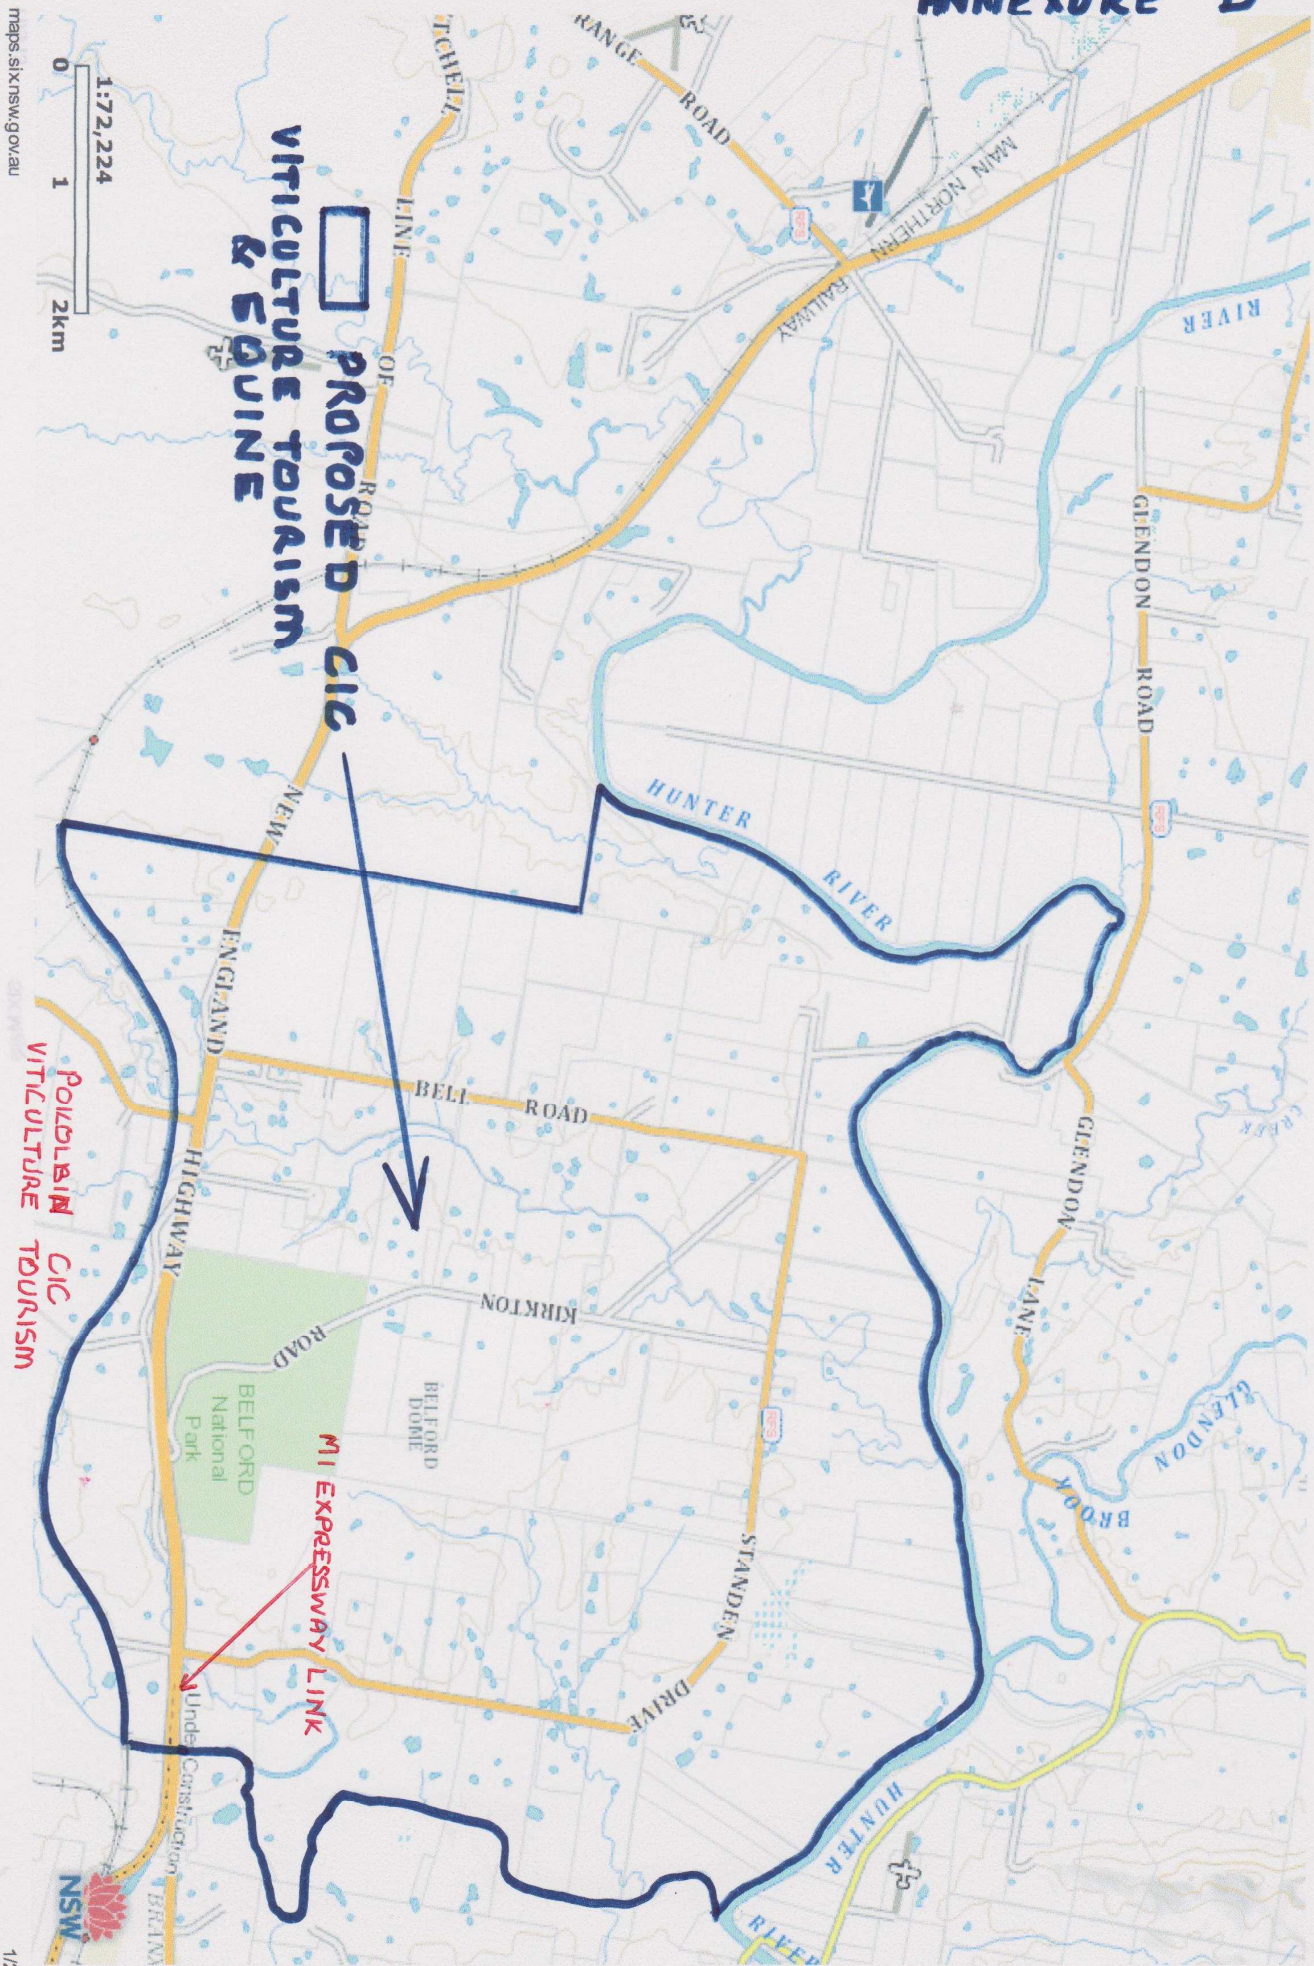 ANNEXURE
maps.six.nsw.gov.au
1:72,224
0 1 2km
PROPOSED CIC
VITICULTURE TOURISM
& EQUINE
RANGE ROAD
LINE OF ROAD
MAIN NORTHERN RAILWAY
RFS
RIVER
GLENDON ROAD
RFS
HUNTER RIVER
NEW ENGLAND HIGHWAY
BELL ROAD
KIRKTON ROAD
BELFORD
DOME
BELFORD
National
Park
RFS
STANDEN DRIVE
GLENDON LANE
CREEK
GLENDON BROOK
HUNTER RIVER
Under Construction
M1 EXPRESSWAY LINK
POKOLBIN CIC
VITICULTURE TOURISM
NSW